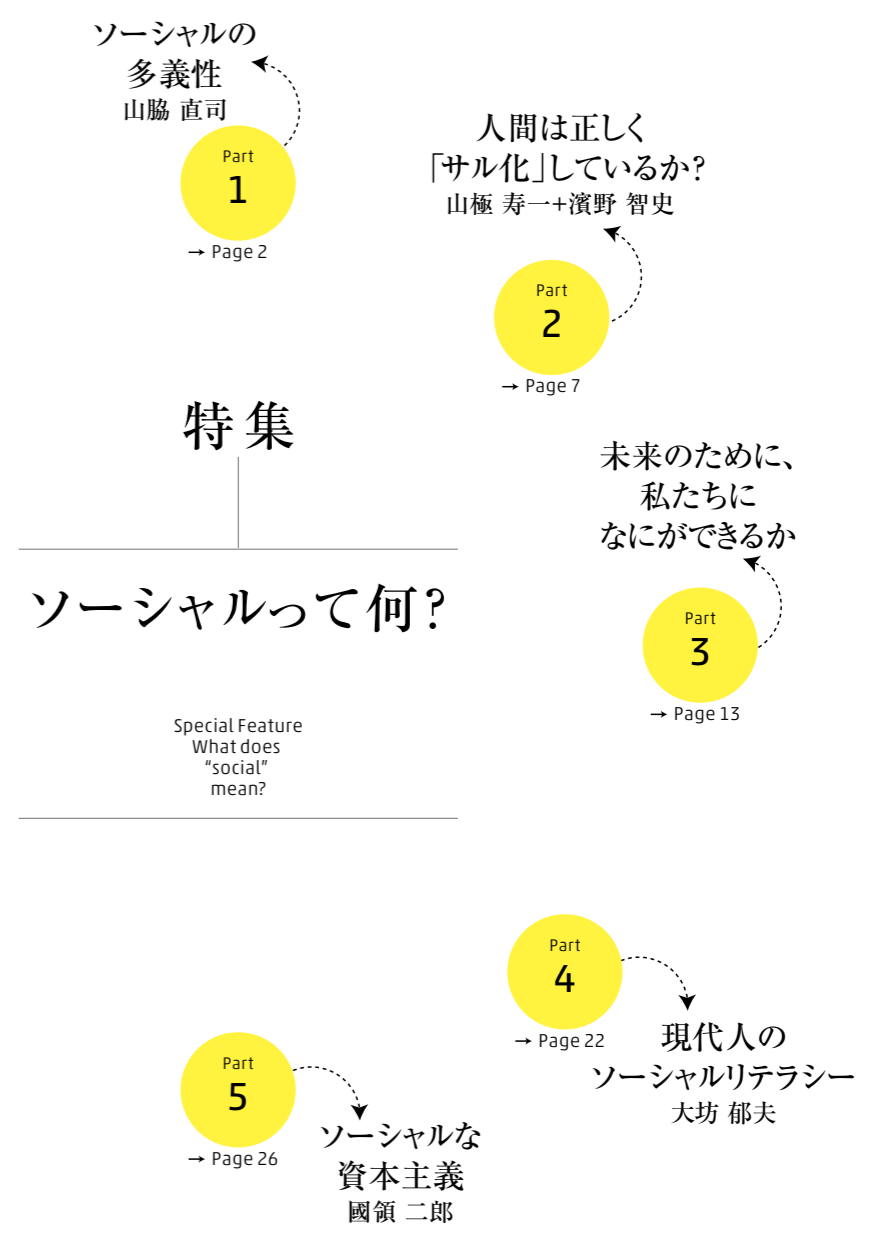 ソーシャルの
多義性
山脇 直司
Part
1
→ Page 2
人間は正しく
「サル化」しているか?
山極 寿一+濱野 智史
Part
2
→ Page 7
特集
ソーシャルって何?
Special Feature
What does
“social”
mean?
未来のために、
私たちに
なにができるか
Part
3
→ Page 13
Part
4
→ Page 22
現代人の
ソーシャルリテラシー
大坊 郁夫
Part
5
→ Page 26
ソーシャルな
資本主義
國領 二郎